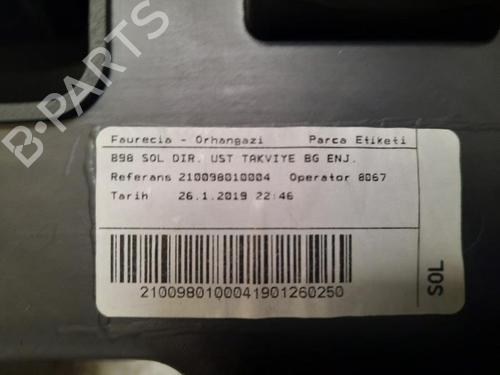 B-PARTS
Faurecia - Orhangazi Parca Etiketi
B98 SOL DIR. UST TAKVIYE BG ENJ.
Referans 210098010004 Operator 8067
Tarih 26.1.2019 22:46
2100980100041901260250
SOL